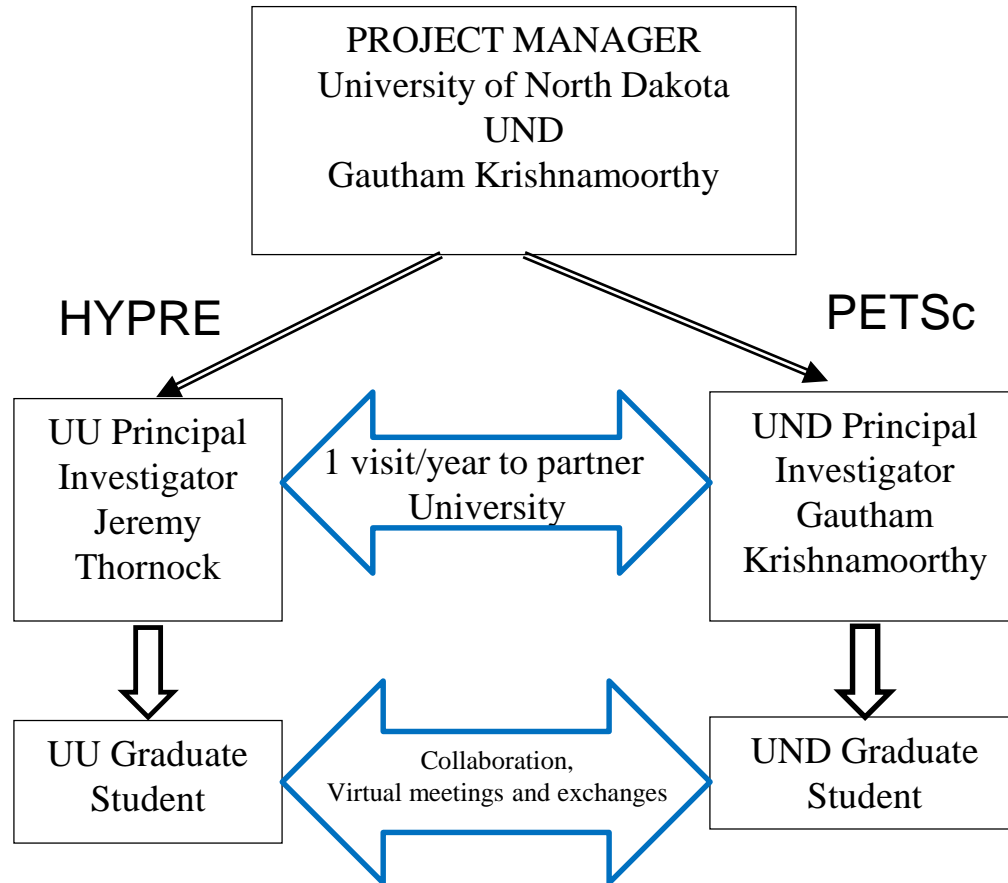 PROJECT MANAGER
University of North Dakota
UND
Gautham Krishnamoorthy
HYPRE
PETSc
UU Principal
Investigator
Jeremy
Thornock
1 visit/year to partner
University
UND Principal
Investigator
Gautham
Krishnamoorthy
UU Graduate
Student
Collaboration,
Virtual meetings and exchanges
UND Graduate
Student